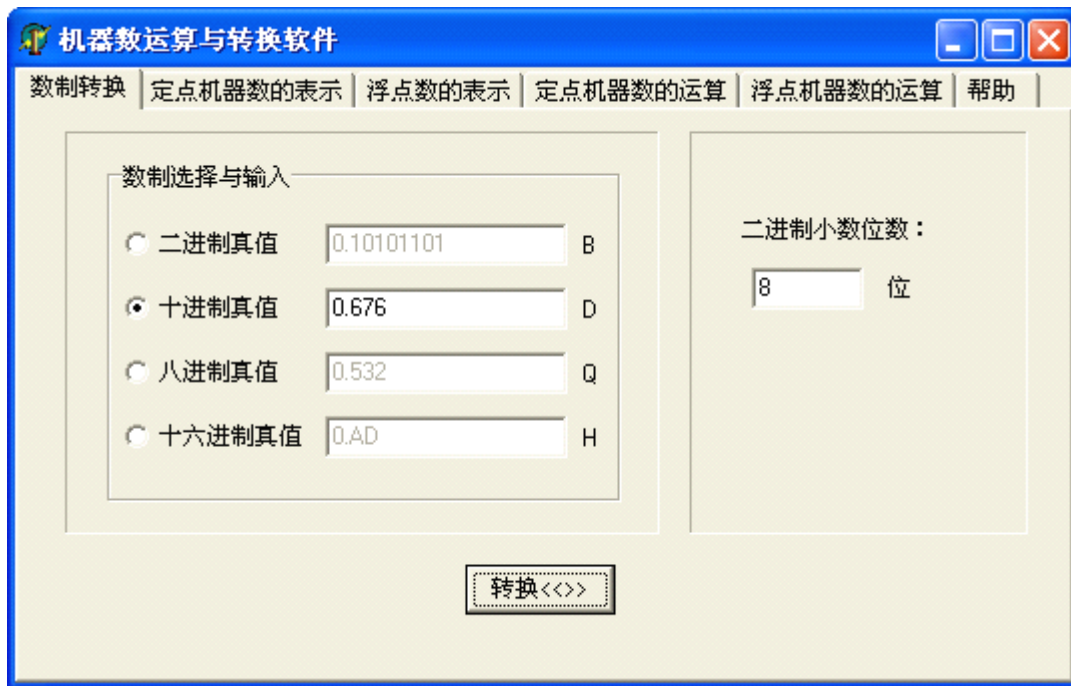 机器数运算与转换软件
数制转换 定点机器数的表示 浮点数的表示 定点机器数的运算 浮点机器数的运算 帮助
数制选择与输入
二进制真值 0.10101101 B
十进制真值 0.676 D
八进制真值 0.532 Q
十六进制真值 0.AD H
二进制小数位数：
8 位
转换<<>>